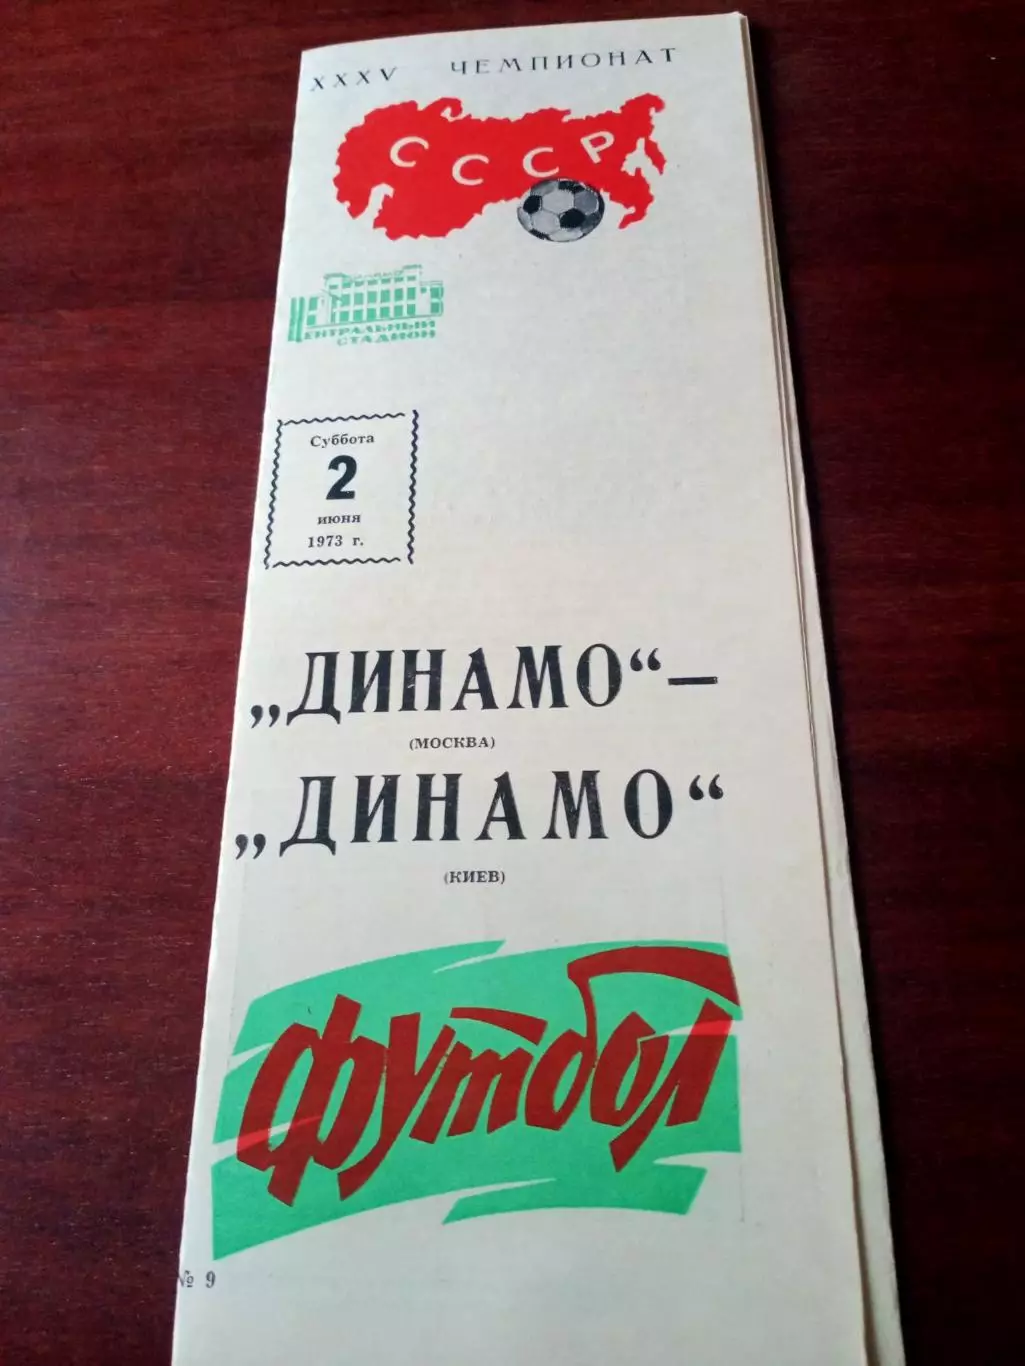 XXXV ЧЕМПИОНАТ
СССР
ЦЕНТРАЛЬНЫЙ
СТАДИОН
Суббота
2
июня
1973 г.
„ДИНАМО“ –
(МОСКВА)
„ДИНАМО“
(КИЕВ)
Футбол
№ 9